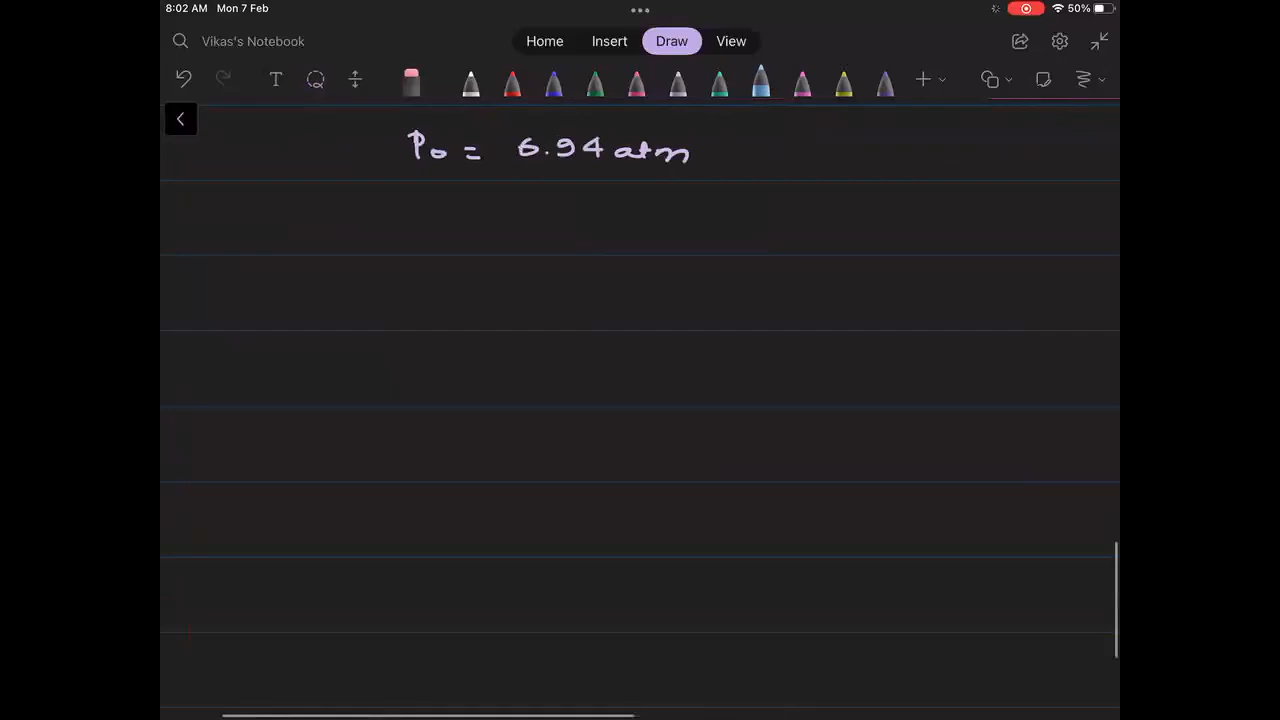 8:02 AM Mon 7 Feb
50%
Vikas's Notebook
Home Insert Draw View
T
P₀ = 6.94 atm